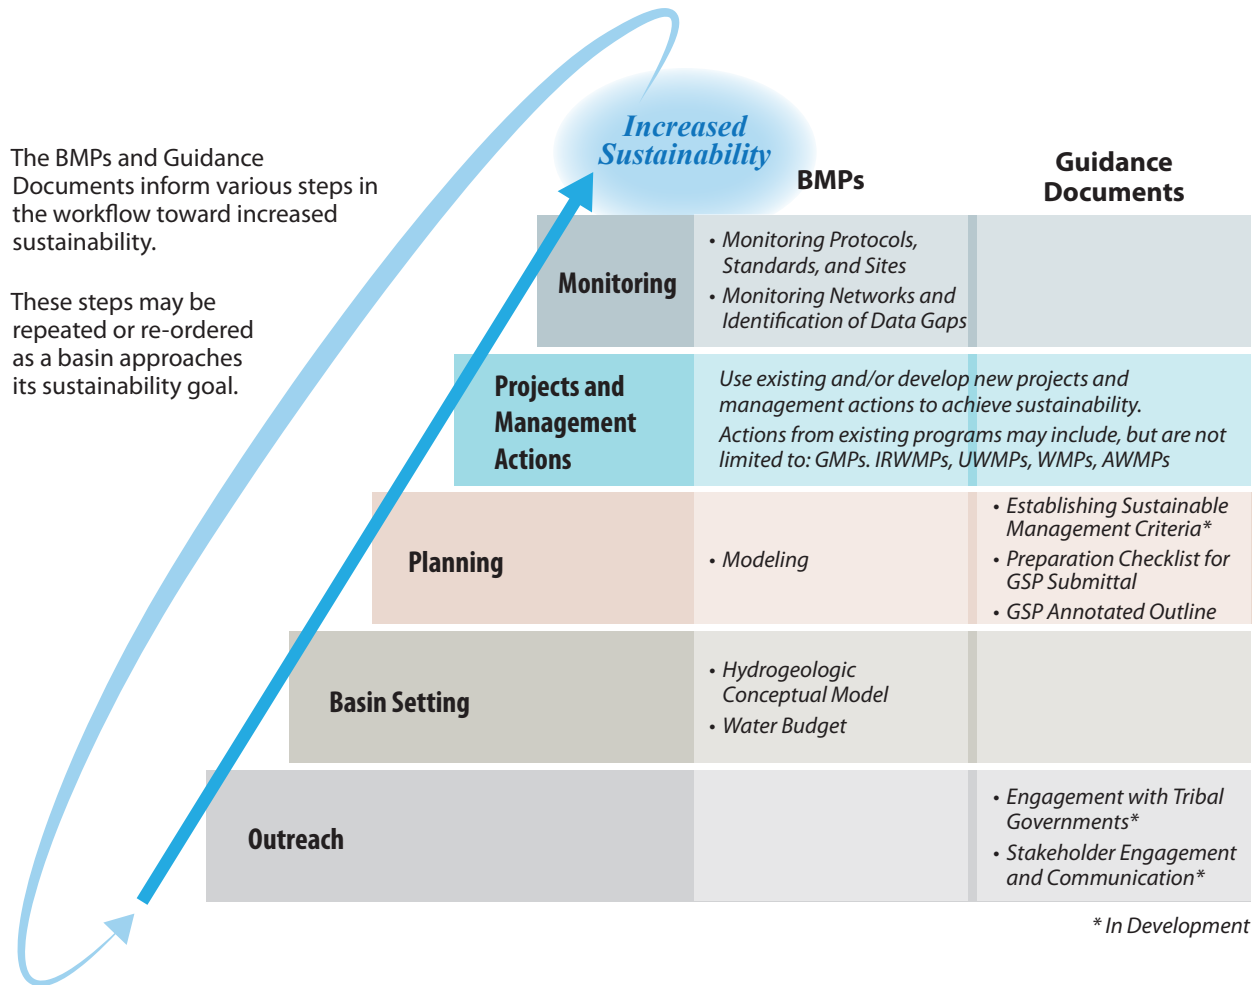 Increased
Sustainability
The BMPs and Guidance
Documents inform various steps in
the workflow toward increased
sustainability.
These steps may be
repeated or re-ordered
as a basin approaches
its sustainability goal.
BMPs
Guidance
Documents
Monitoring
• Monitoring Protocols,
Standards, and Sites
• Monitoring Networks and
Identification of Data Gaps
Projects and
Management
Actions
Use existing and/or develop new projects and
management actions to achieve sustainability.
Actions from existing programs may include, but are not
limited to: GMPs. IRWMPs, UWMPs, WMPs, AWMPs
Planning
• Modeling
• Establishing Sustainable
Management Criteria*
• Preparation Checklist for
GSP Submittal
• GSP Annotated Outline
Basin Setting
• Hydrogeologic
Conceptual Model
• Water Budget
Outreach
• Engagement with Tribal
Governments*
• Stakeholder Engagement
and Communication*
* In Development